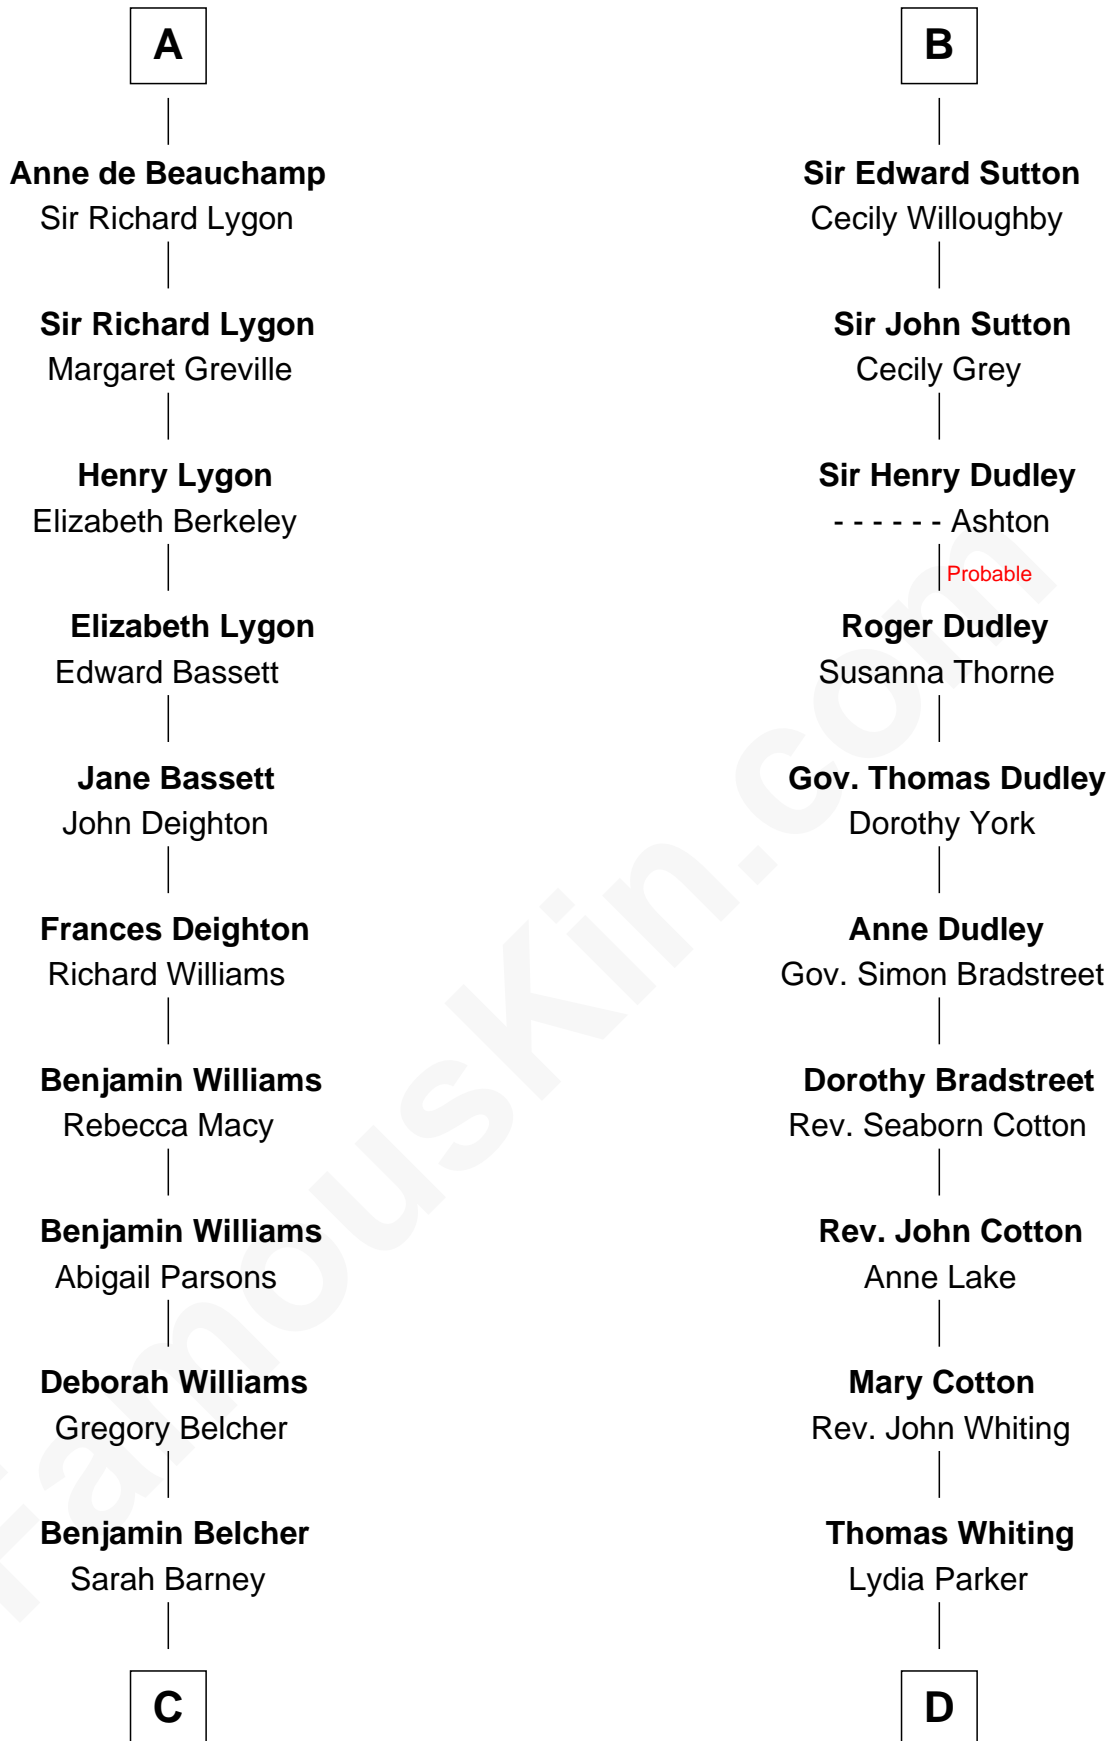 A
Anne de Beauchamp
Sir Richard Lygon
Sir Richard Lygon
Margaret Greville
Henry Lygon
Elizabeth Berkeley
Elizabeth Lygon
Edward Bassett
Jane Bassett
John Deighton
Frances Deighton
Richard Williams
Benjamin Williams
Rebecca Macy
Benjamin Williams
Abigail Parsons
Deborah Williams
Gregory Belcher
Benjamin Belcher
Sarah Barney
C
B
Sir Edward Sutton
Cecily Willoughby
Sir John Sutton
Cecily Grey
Sir Henry Dudley
- - - - - - Ashton
Probable
Roger Dudley
Susanna Thorne
Gov. Thomas Dudley
Dorothy York
Anne Dudley
Gov. Simon Bradstreet
Dorothy Bradstreet
Rev. Seaborn Cotton
Rev. John Cotton
Anne Lake
Mary Cotton
Rev. John Whiting
Thomas Whiting
Lydia Parker
D
FamousKin.com